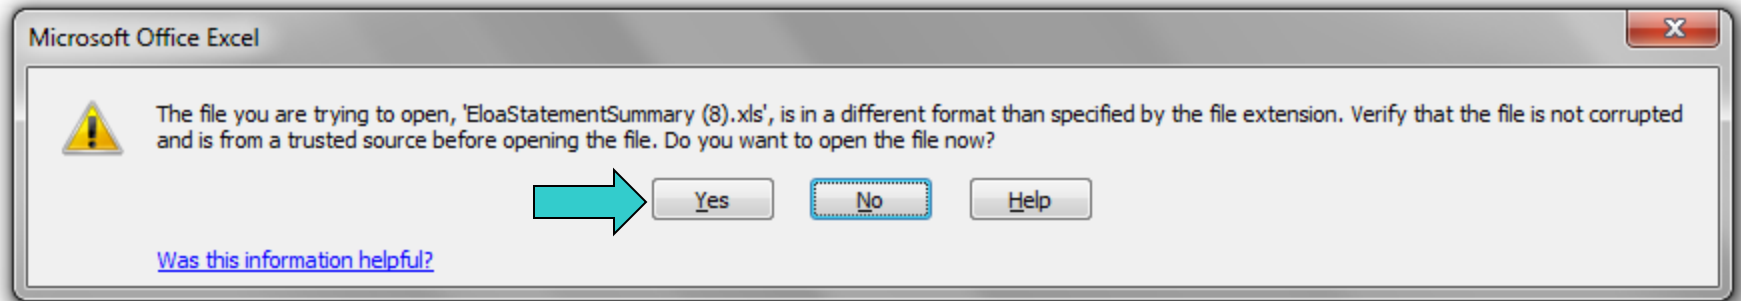 Microsoft Office Excel
X
The file you are trying to open, 'EloaStatementSummary (8).xls', is in a different format than specified by the file extension. Verify that the file is not corrupted
and is from a trusted source before opening the file. Do you want to open the file now?
Yes No Help
Was this information helpful?